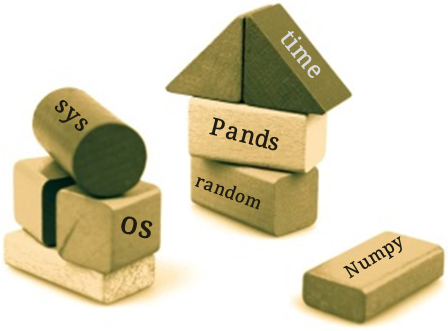 time
sys
Pands
random
os
Numpy